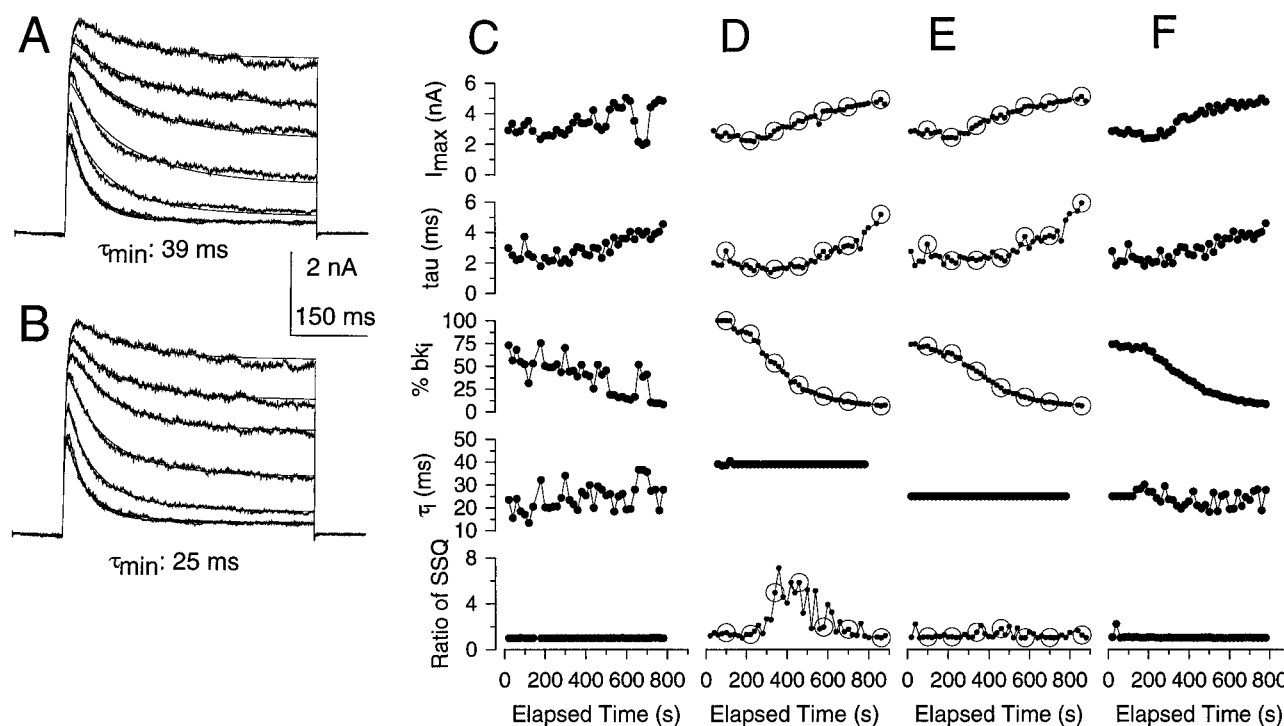 A
τmin: 39 ms
2 nA
150 ms
B
τmin: 25 ms
C
D
E
F
Imax (nA)
6
4
2
0
tau (ms)
6
4
2
0
% bki
100
75
50
25
0
τi (ms)
50
40
30
20
10
Ratio of SSQ
8
4
0
0 200 400 600 800
0 200 400 600 800
0 200 400 600 800
0 200 400 600 800
Elapsed Time (s)
Elapsed Time (s)
Elapsed Time (s)
Elapsed Time (s)